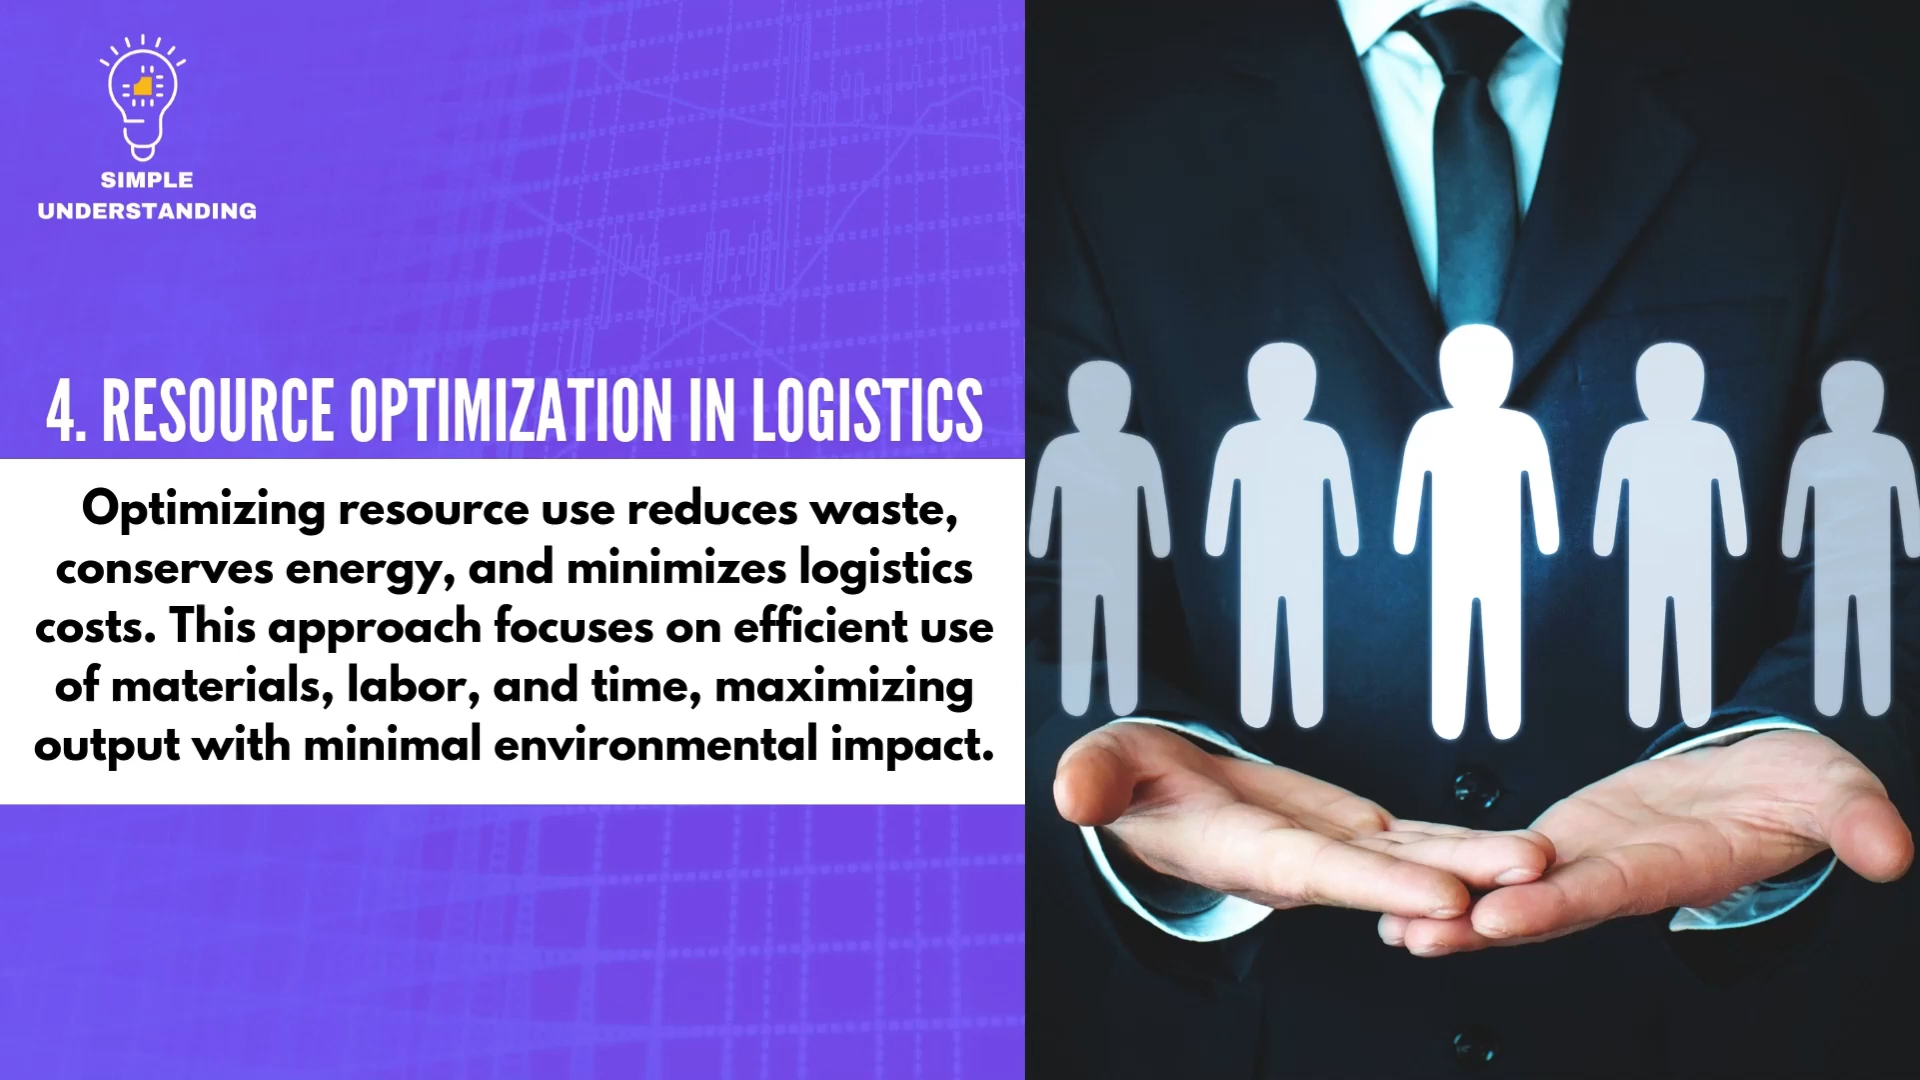 SIMPLE
UNDERSTANDING
4. RESOURCE OPTIMIZATION IN LOGISTICS
Optimizing resource use reduces waste,
conserves energy, and minimizes logistics
costs. This approach focuses on efficient use
of materials, labor, and time, maximizing
output with minimal environmental impact.